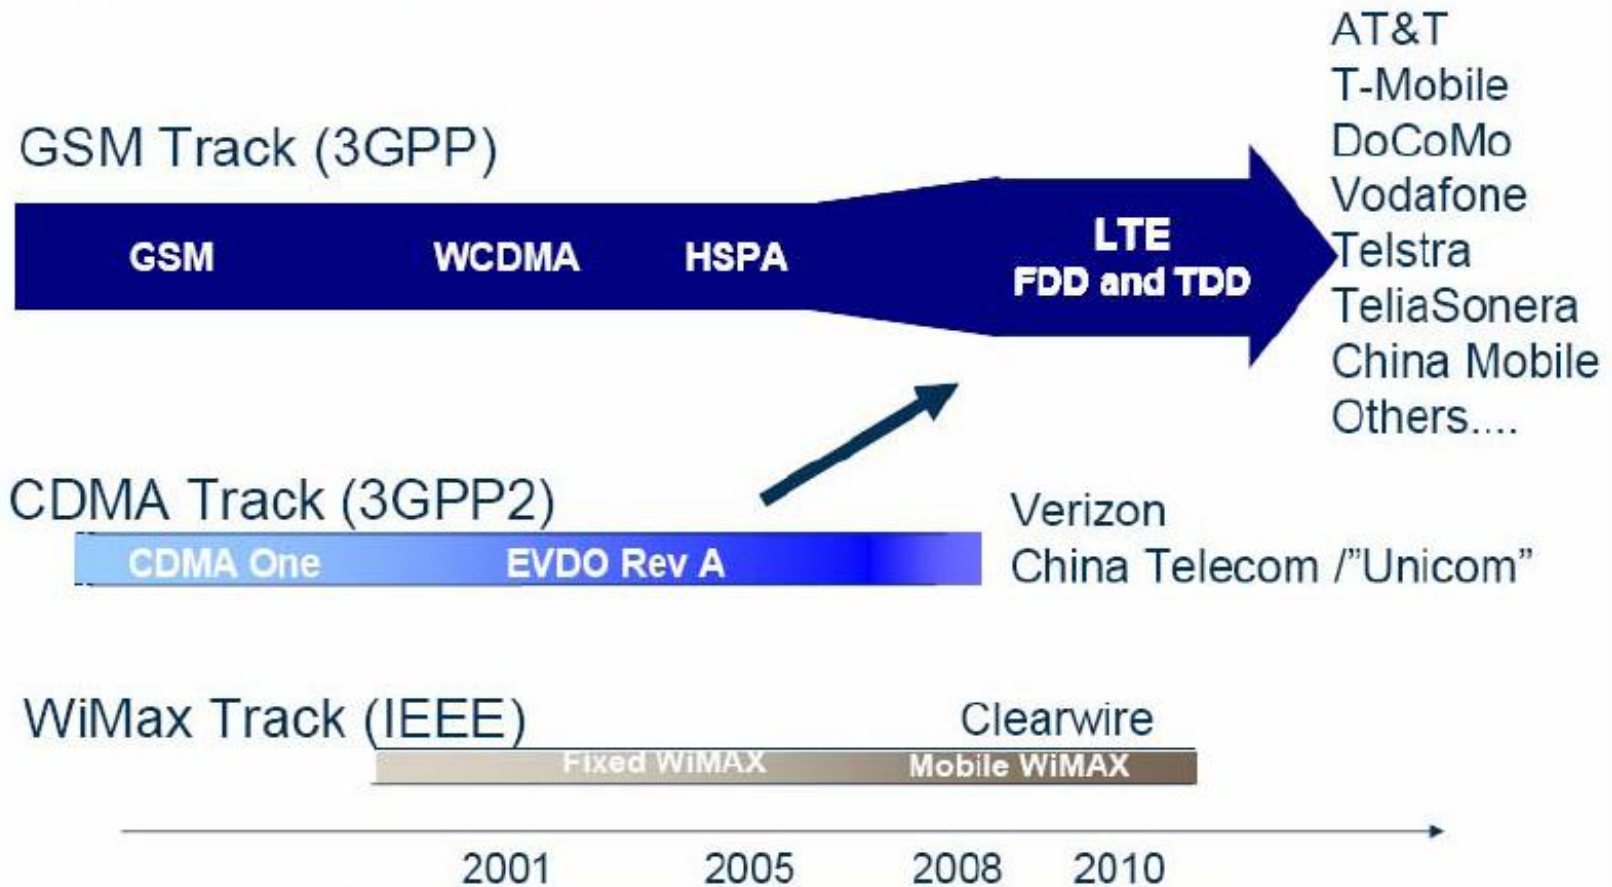 AT&T
T-Mobile
DoCoMo
Vodafone
Telstra
TeliaSonera
China Mobile
Others....
GSM Track (3GPP)
GSM WCDMA HSPA
LTE
FDD and TDD
CDMA Track (3GPP2)
CDMA One EVDO Rev A
Verizon
China Telecom /"Unicom"
WiMax Track (IEEE)
Clearwire
Fixed WiMAX Mobile WiMAX
2001 2005 2008 2010